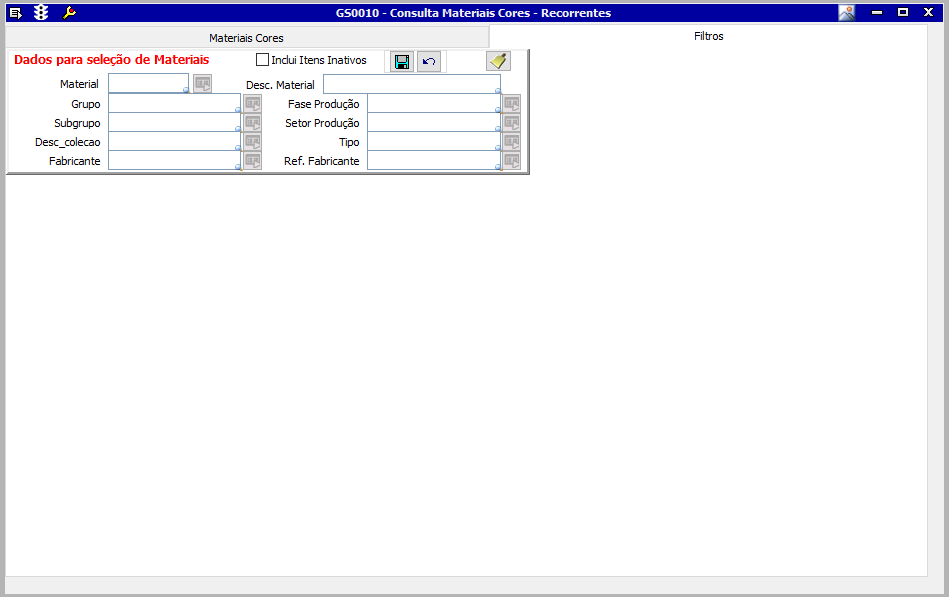 GS0010 - Consulta Materiais Cores - Recorrentes
Materiais Cores
Filtros
Dados para seleção de Materiais
Inclui Itens Inativos
Material
Desc. Material
Grupo
Fase Produção
Subgrupo
Setor Produção
Desc_colecao
Tipo
Fabricante
Ref. Fabricante